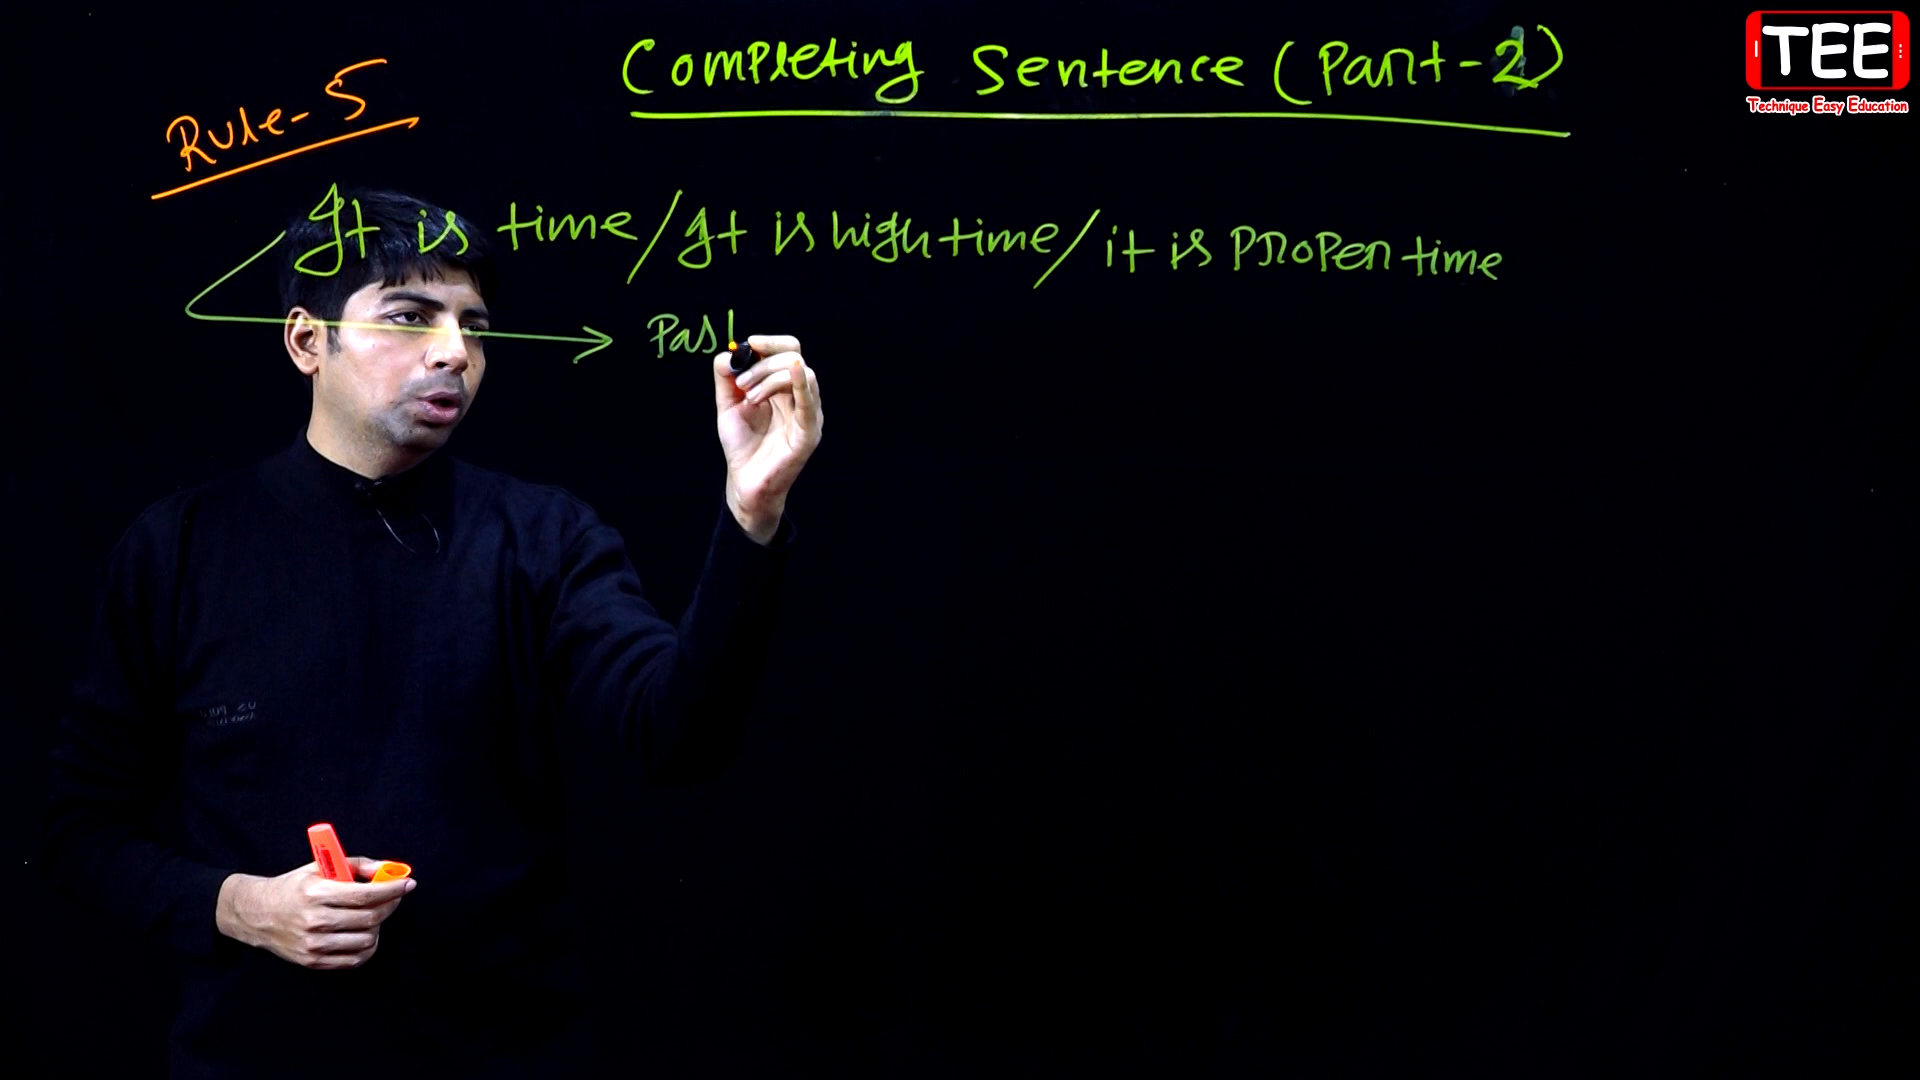 Completing Sentence (Part-2)
TEE
Technique Easy Education
Rule-5
It is time/It is high time/it is Proper time
Past